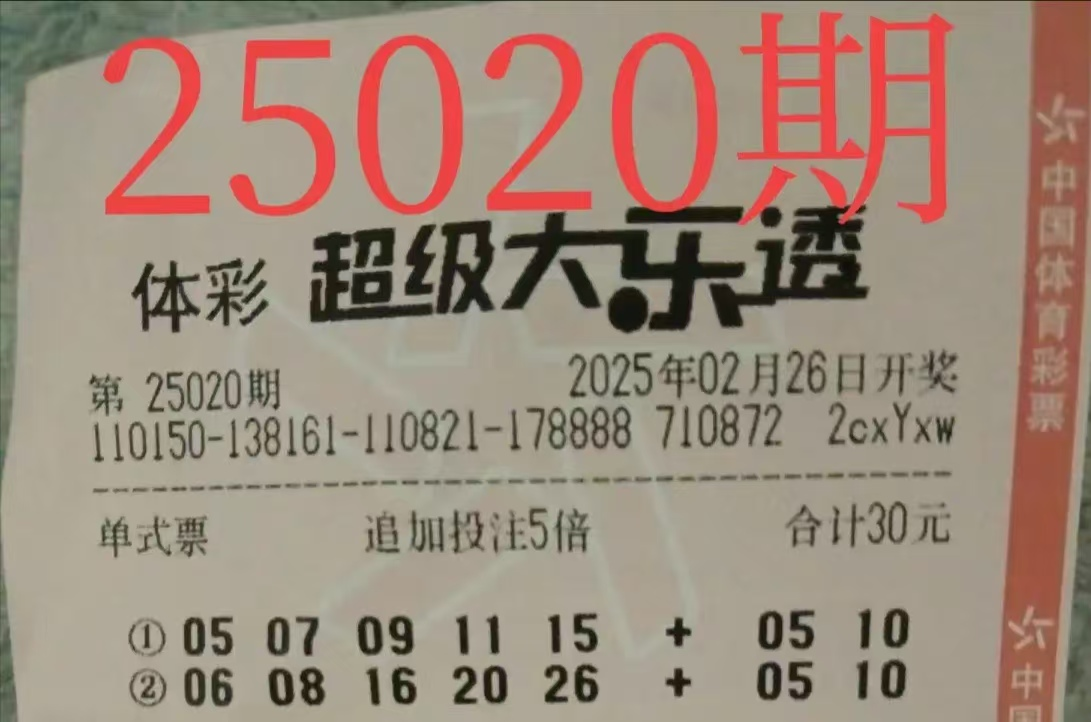 25020期
体彩 超级大乐透
第 25020期 2025年02月26日开奖
110150-138161-110821-178888 710872 2cxYxw
单式票 追加投注5倍 合计30元
① 05 07 09 11 15 + 05 10
② 06 08 16 20 26 + 05 10
中国体育彩票
中国